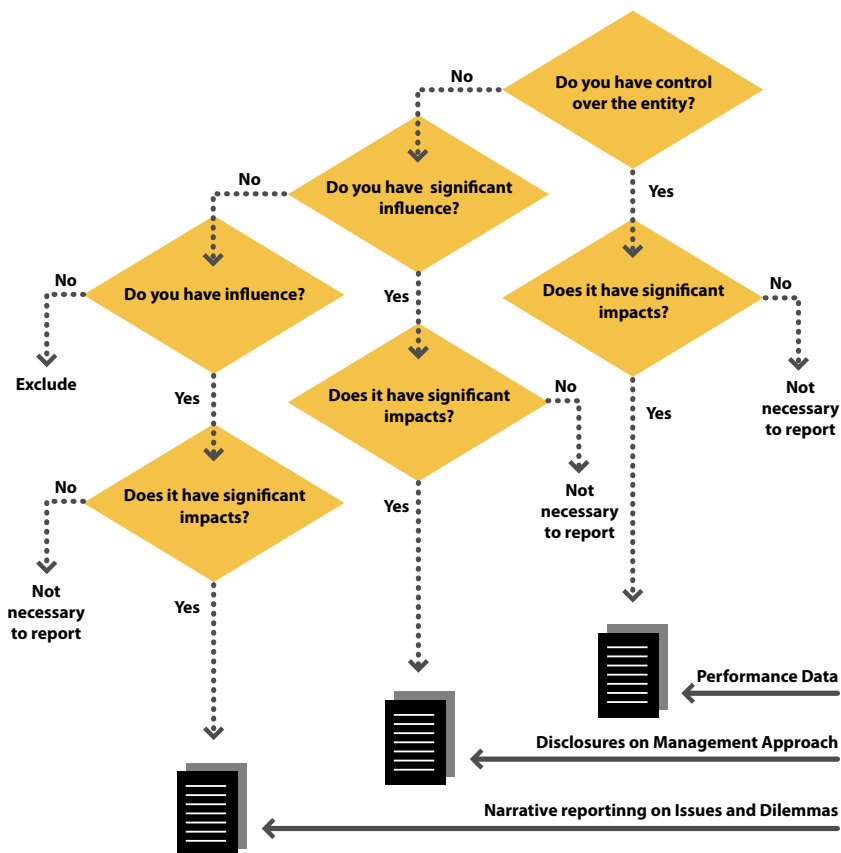 No
Do you have control
over the entity?
No
Do you have significant
influence?
Yes
No
Do you have influence?
Yes
Does it have significant
impacts?
No
Exclude
Yes
Does it have significant
impacts?
No
Not
necessary
to report
Yes
Does it have significant
impacts?
No
Not
necessary
to report
Yes
Not
necessary
to report
Yes
Performance Data
Disclosures on Management Approach
Narrative reportinng on Issues and Dilemmas